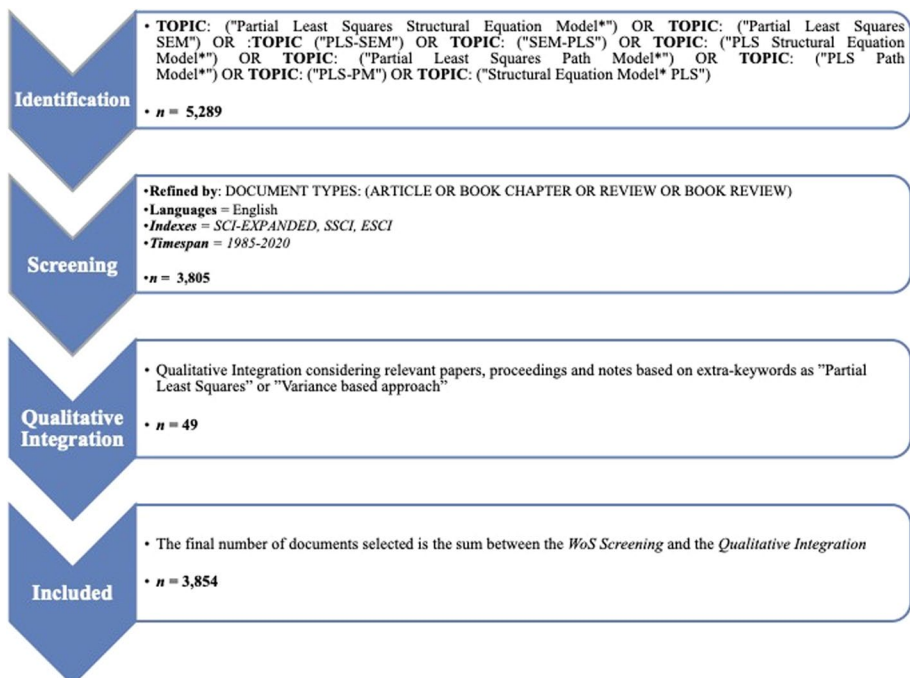 Identification
• TOPIC: ("Partial Least Squares Structural Equation Model*") OR TOPIC: ("Partial Least Squares
SEM") OR :TOPIC ("PLS-SEM") OR TOPIC: ("SEM-PLS") OR TOPIC: ("PLS Structural Equation
Model*") OR TOPIC: ("Partial Least Squares Path Model*") OR TOPIC: ("PLS Path
Model*") OR TOPIC: ("PLS-PM") OR TOPIC: ("Structural Equation Model* PLS")
• n = 5,289
Screening
•Refined by: DOCUMENT TYPES: (ARTICLE OR BOOK CHAPTER OR REVIEW OR BOOK REVIEW)
•Languages = English
•Indexes = SCI-EXPANDED, SSCI, ESCI
•Timespan = 1985-2020
•n = 3,805
Qualitative
Integration
• Qualitative Integration considering relevant papers, proceedings and notes based on extra-keywords as ”Partial
Least Squares” or ”Variance based approach”
• n = 49
Included
• The final number of documents selected is the sum between the WoS Screening and the Qualitative Integration
• n = 3,854